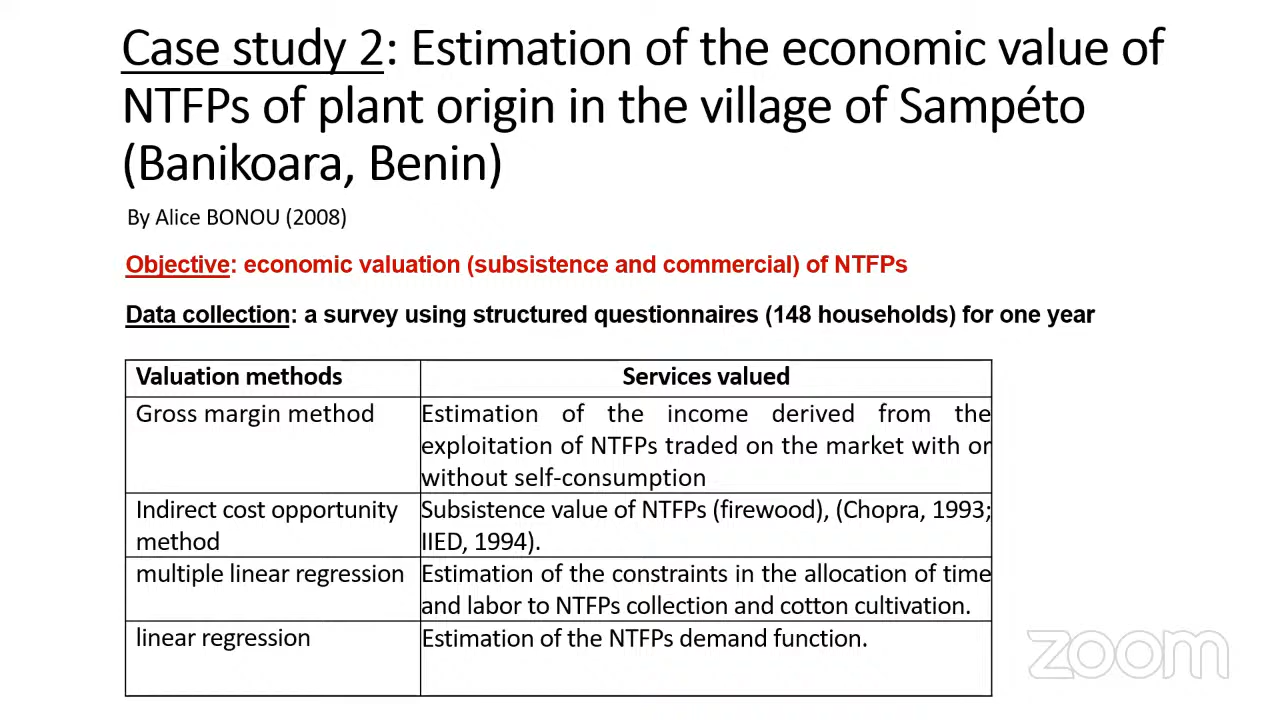 Case study 2: Estimation of the economic value of
NTFPs of plant origin in the village of Sampéto
(Banikoara, Benin)
By Alice BONOU (2008)
Objective: economic valuation (subsistence and commercial) of NTFPs
Data collection: a survey using structured questionnaires (148 households) for one year
Valuation methods
Services valued
Gross margin method
Estimation of the income derived from the
exploitation of NTFPs traded on the market with or
without self-consumption
Indirect cost opportunity
method
Subsistence value of NTFPs (firewood), (Chopra, 1993;
IIED, 1994).
multiple linear regression
Estimation of the constraints in the allocation of time
and labor to NTFPs collection and cotton cultivation.
linear regression
Estimation of the NTFPs demand function.
zoom